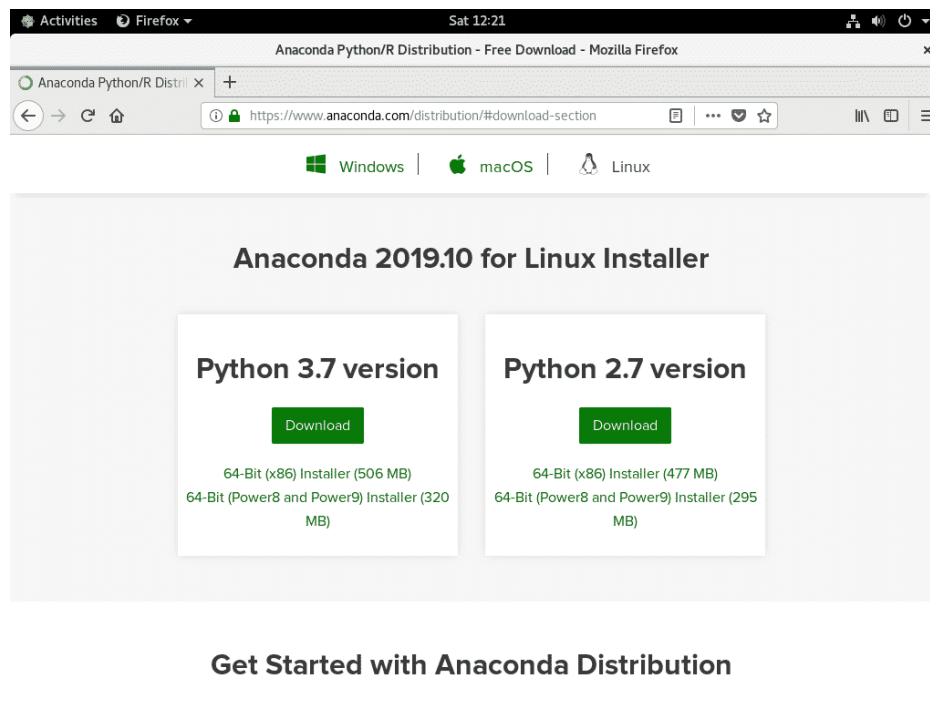 Activities Firefox Sat 12:21
Anaconda Python/R Distribution - Free Download - Mozilla Firefox
Anaconda Python/R Distri
https://www.anaconda.com/distribution/#download-section
Windows macOS Linux
Anaconda 2019.10 for Linux Installer
Python 3.7 version
Download
64-Bit (x86) Installer (506 MB)
64-Bit (Power8 and Power9) Installer (320
MB)
Python 2.7 version
Download
64-Bit (x86) Installer (477 MB)
64-Bit (Power8 and Power9) Installer (295
MB)
Get Started with Anaconda Distribution